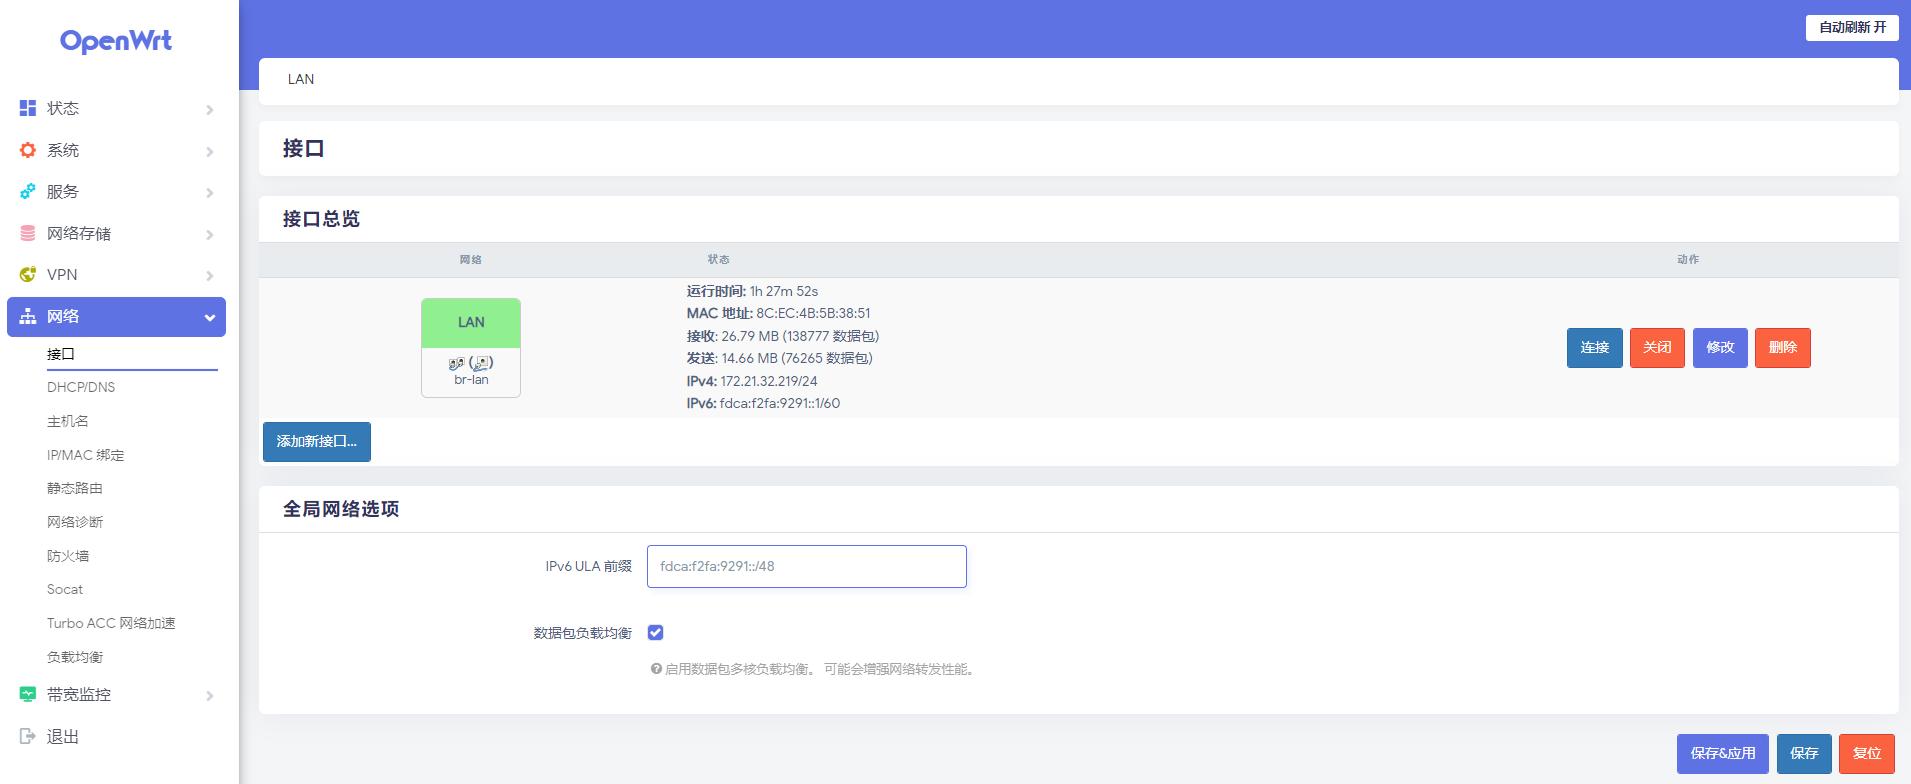 OpenWrt
自动刷新 开
状态
系统
服务
网络存储
VPN
网络
接口
DHCP/DNS
主机名
IP/MAC 绑定
静态路由
网络诊断
防火墙
Socat
Turbo ACC 网络加速
负载均衡
带宽监控
退出
LAN
接口
接口总览
网络 状态 动作
LAN
br-lan
运行时间: 1h 27m 52s
MAC 地址: 8C:EC:4B:5B:38:51
接收: 26.79 MB (138777 数据包)
发送: 14.66 MB (76265 数据包)
IPv4: 172.21.32.219/24
IPv6: fdca:f2fa:9291::1/60
连接 关闭 修改 删除
添加新接口...
全局网络选项
IPv6 ULA 前缀 fdca:f2fa:9291::/48
数据包负载均衡
启用数据包多核负载均衡。 可能会增强网络转发性能。
保存&应用 保存 复位